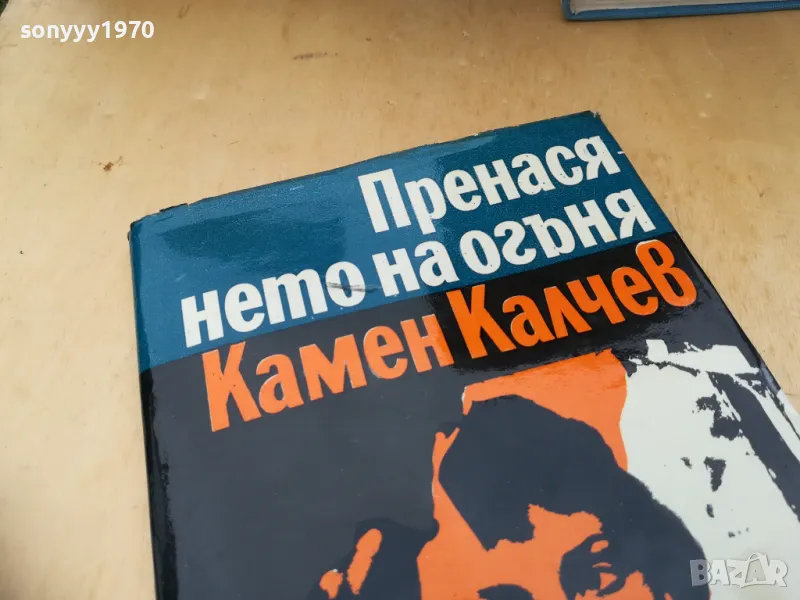 sonyyy1970
Пренася-
нето на огъня
Камен Калчев
BAZAR